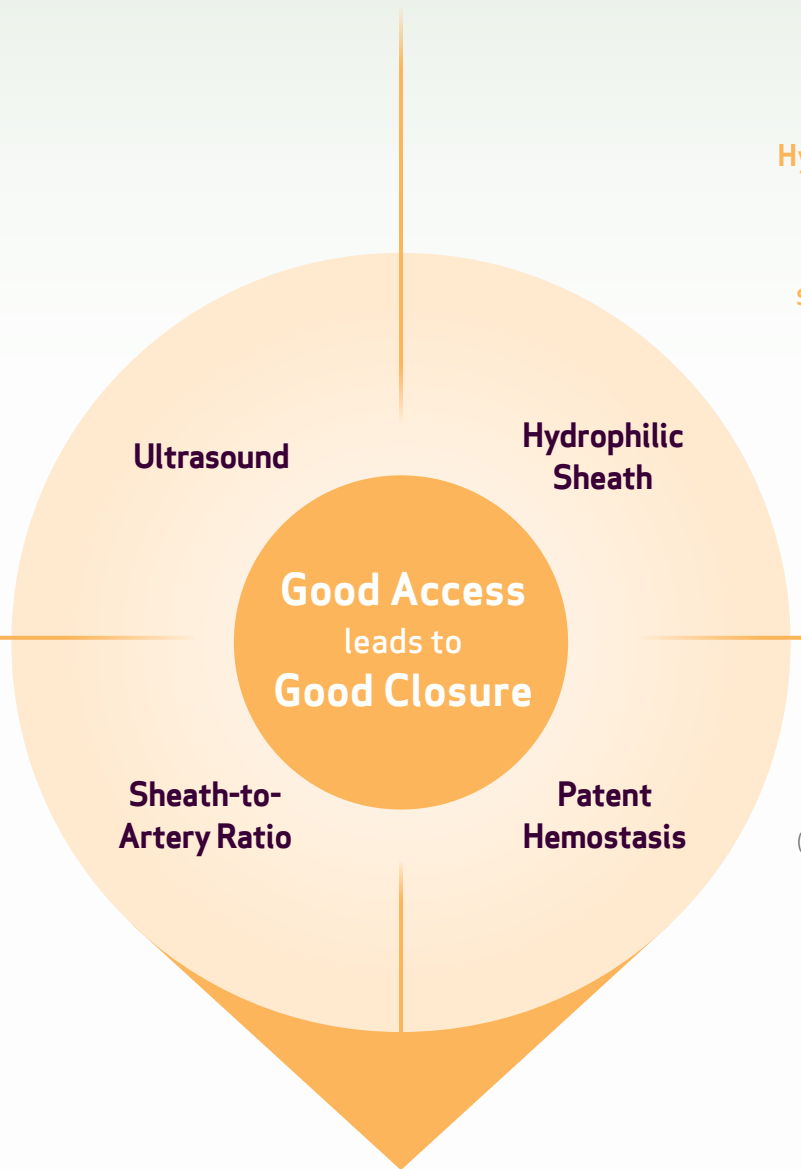 Ultrasound
Hydrophilic
Sheath
Good Access
leads to
Good Closure
Sheath-to-
Artery Ratio
Patent
Hemostasis